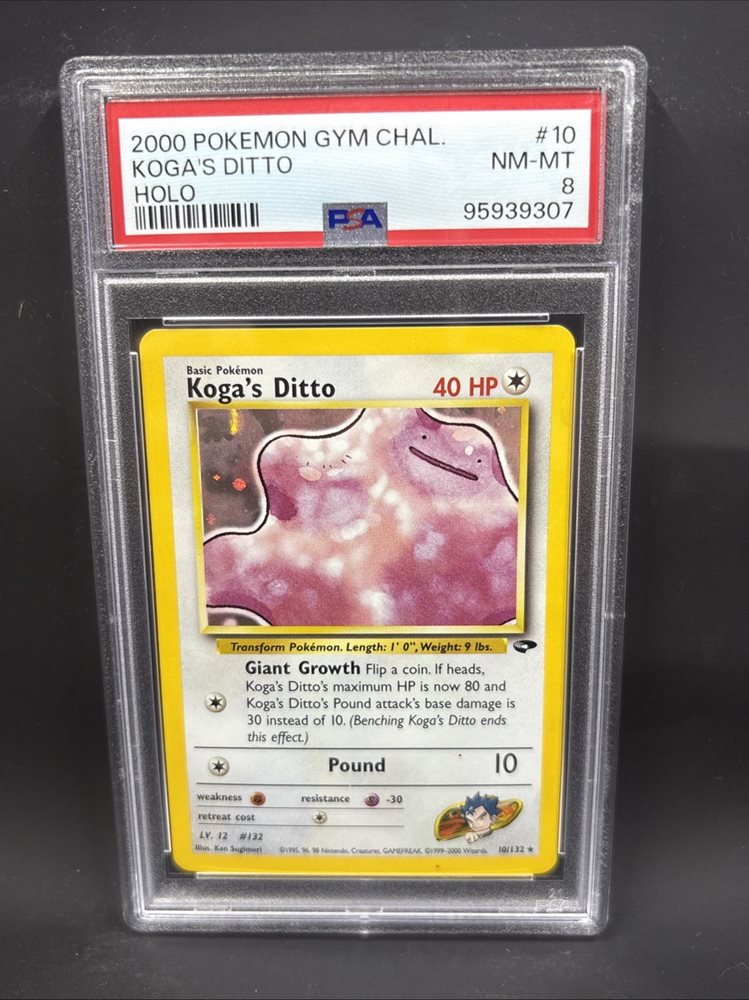 2000 POKEMON GYM CHAL. #10
KOGA'S DITTO NM-MT
HOLO 8
PSA 95939307
Basic Pokémon
Koga's Ditto 40 HP
Transform Pokémon. Length: 1' 0", Weight: 9 lbs.
Giant Growth Flip a coin. If heads,
Koga's Ditto's maximum HP is now 80 and
Koga's Ditto's Pound attack's base damage is
30 instead of 10. (Benching Koga's Ditto ends
this effect.)
Pound 10
weakness resistance -30
retreat cost
LV. 12 #132
Illus. Ken Sugimori ©1995, 96, 98 Nintendo, Creatures, GAMEFREAK. ©1999-2000 Wizards. 10/132 ★